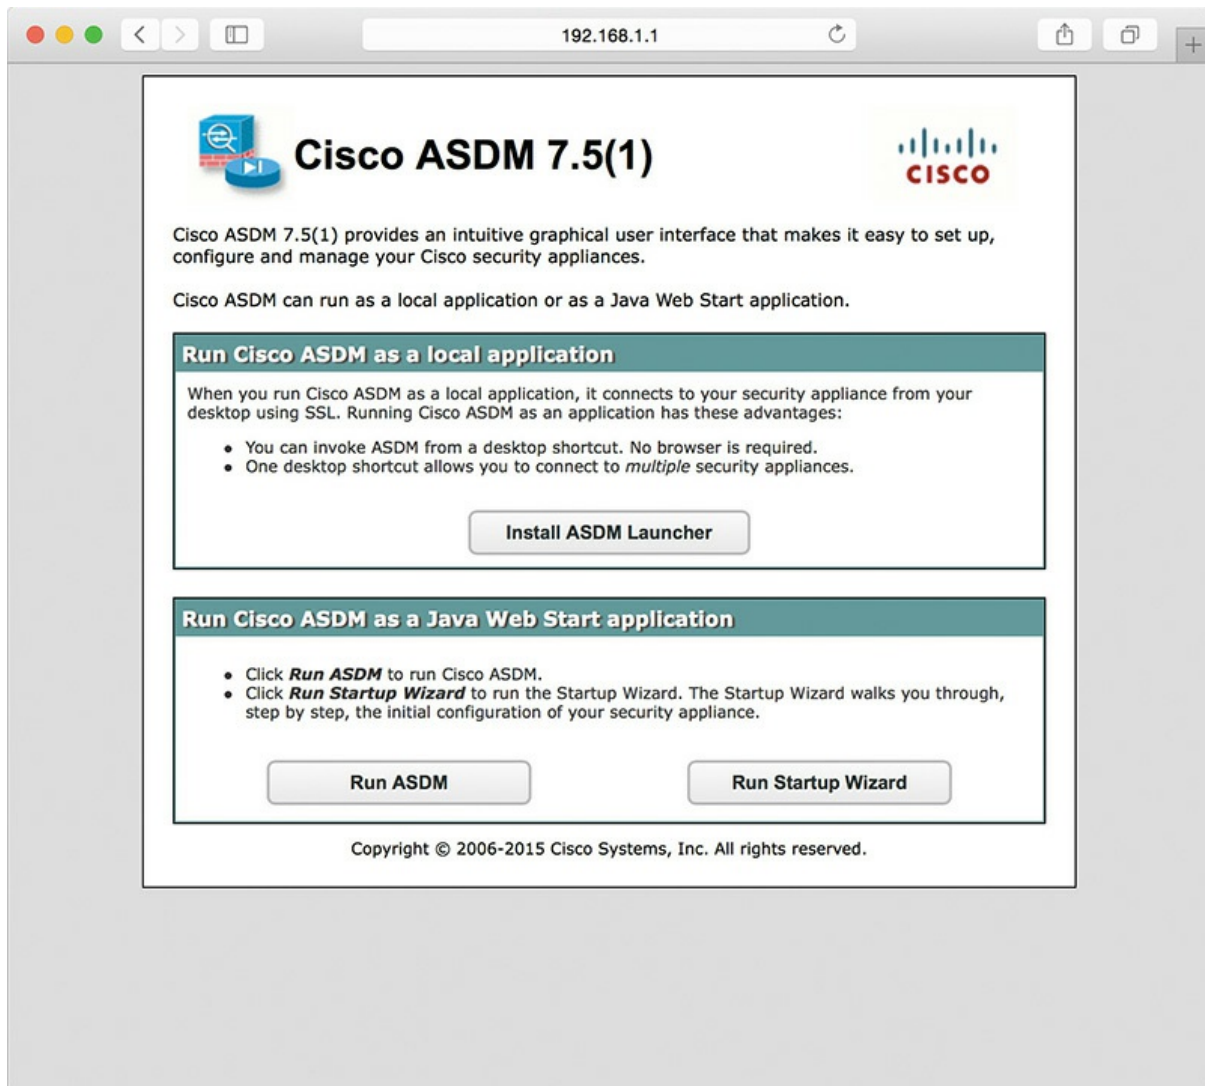 192.168.1.1
Cisco ASDM 7.5(1)
CISCO
Cisco ASDM 7.5(1) provides an intuitive graphical user interface that makes it easy to set up,
configure and manage your Cisco security appliances.
Cisco ASDM can run as a local application or as a Java Web Start application.
Run Cisco ASDM as a local application
When you run Cisco ASDM as a local application, it connects to your security appliance from your
desktop using SSL. Running Cisco ASDM as an application has these advantages:
• You can invoke ASDM from a desktop shortcut. No browser is required.
• One desktop shortcut allows you to connect to multiple security appliances.
Install ASDM Launcher
Run Cisco ASDM as a Java Web Start application
• Click Run ASDM to run Cisco ASDM.
• Click Run Startup Wizard to run the Startup Wizard. The Startup Wizard walks you through,
step by step, the initial configuration of your security appliance.
Run ASDM
Run Startup Wizard
Copyright © 2006-2015 Cisco Systems, Inc. All rights reserved.